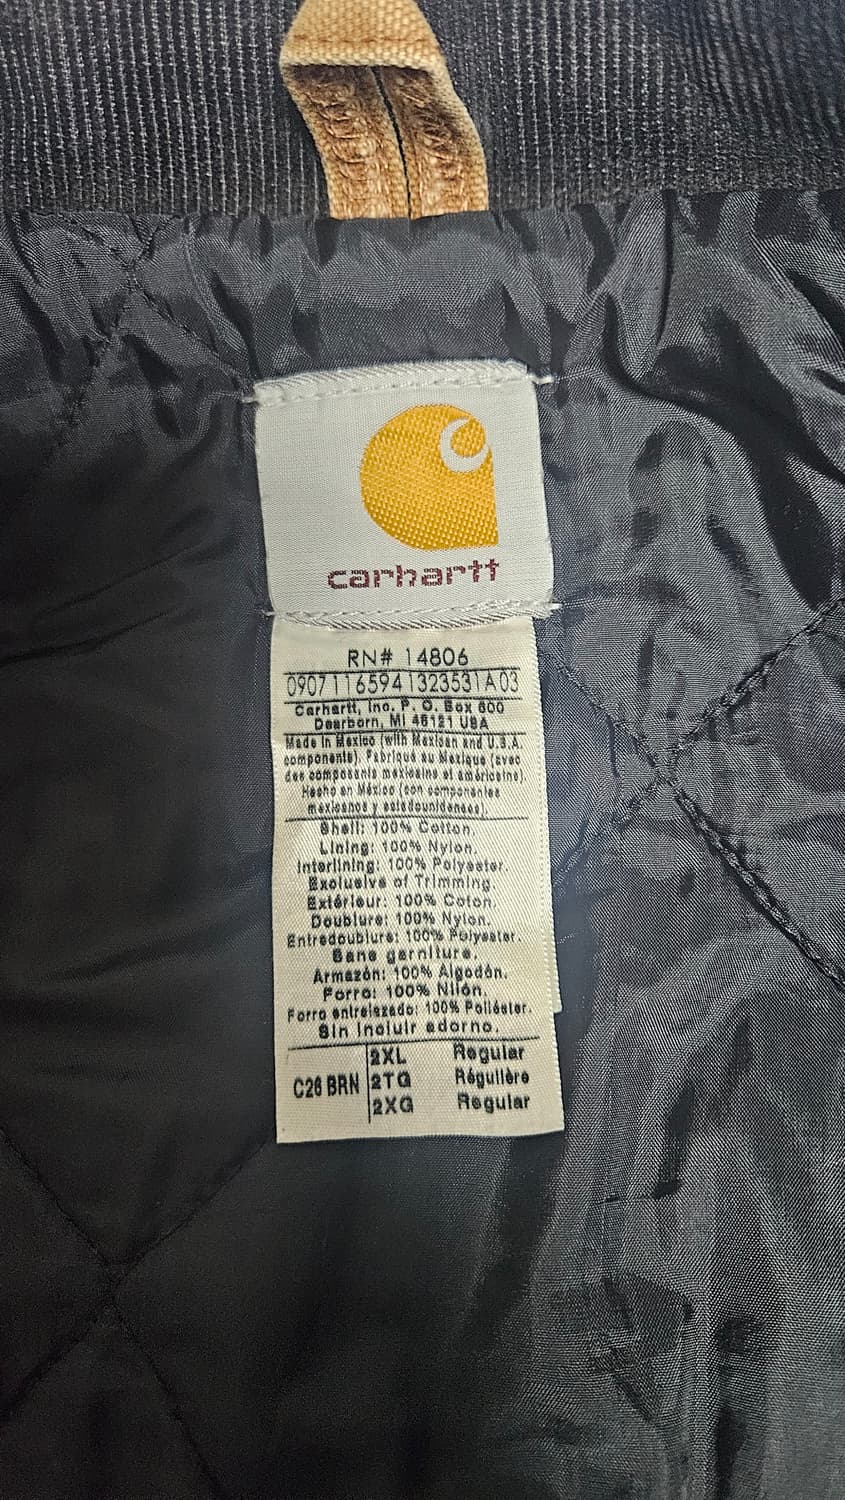 carhartt
RN# 14806
0907116594132353​1A03
Carhartt, Inc. P. O. Box 600
Dearborn, MI 48121 USA
Made in Mexico (with Mexican and U.S.A.
components). Fabriqué au Mexique (avec
des composants mexicains et américains).
Hecho en México (con componentes
mexicanos y estadounidenses).
Shell: 100% Cotton.
Lining: 100% Nylon.
Interlining: 100% Polyester.
Exclusive of Trimming.
Extérieur: 100% Coton.
Doublure: 100% Nylon.
Entredoublure: 100% Polyester.
Sans garniture.
Armazón: 100% Algodón.
Forro: 100% Nilón.
Forro entrelazado: 100% Poliéster.
Sin incluir adorno.
2XL Regular
C26 BRN 2TG Régulière
2XG Regular